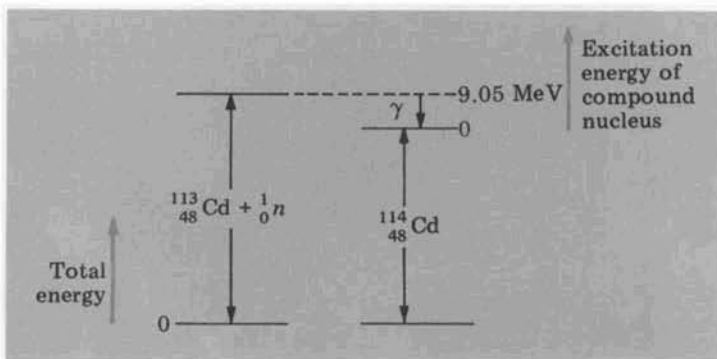 Excitation
energy of
compound
nucleus
9.05 MeV
γ
0
¹¹³₄₈Cd + ¹₀n
¹¹⁴₄₈Cd
Total
energy
0